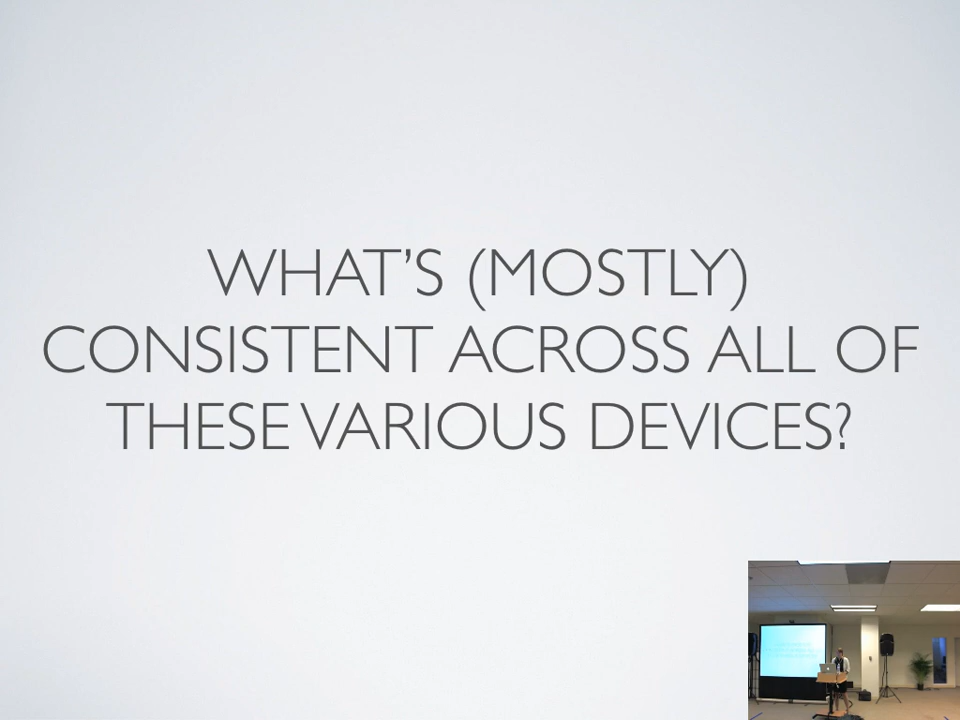 WHAT'S (MOSTLY)
CONSISTENT ACROSS ALL OF
THESE VARIOUS DEVICES?